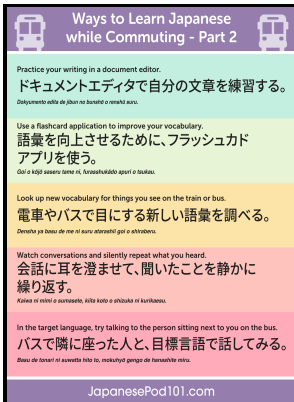 Ways to Learn Japanese
while Commuting - Part 2
Practice your writing in a document editor.
ドキュメントエディタで自分の文章を練習する。
Dokyumento edita de jibun no bunshō o renshū suru.
Use a flashcard application to improve your vocabulary.
語彙を向上させるために、フラッシュカド
アプリを使う。
Goi o kōjō saseru tame ni, furasshukādo apuri o tsukau.
Look up new vocabulary for things you see on the train or bus.
電車やバスで目にする新しい語彙を調べる。
Densha ya basu de me ni suru atarashii goi o shiraberu.
Watch conversations and silently repeat what you heard.
会話に耳を澄ませて、聞いたことを静かに
繰り返す。
Kaiwa ni mimi o sumasete, kiita koto o shizuka ni kurikaesu.
In the target language, try talking to the person sitting next to you on the bus.
バスで隣に座った人と、目標言語で話してみる。
Basu de tonari ni suwatta hito to, mokuhyō gengo de hanashite miru.
JapanesePod101.com